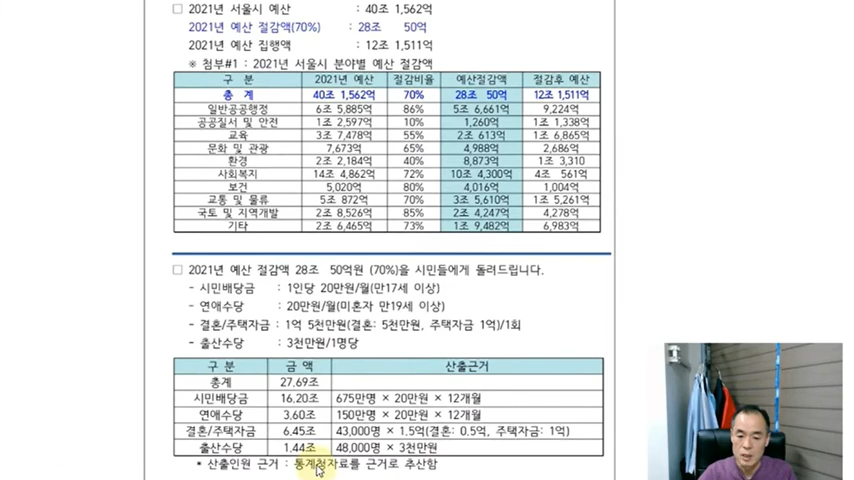 □ 2021년 서울시 예산 : 40조 1,562억
2021년 예산 절감액(70%) : 28조 50억
2021년 예산 집행액 : 12조 1,511억
※ 첨부#1 : 2021년 서울시 분야별 예산 절감액
구 분 2021년 예산 절감비율 예산절감액 절감후 예산
총 계 40조 1,562억 70% 28조 50억 12조 1,511억
일반공공행정 6조 5,885억 86% 5조 6,661억 9,224억
공공질서 및 안전 1조 2,597억 10% 1,260억 1조 1,338억
교육 3조 7,478억 55% 2조 613억 1조 6,865억
문화 및 관광 7,673억 65% 4,988억 2,686억
환경 2조 2,184억 40% 8,873억 1조 3,310
사회복지 14조 4,862억 72% 10조 4,300억 4조 561억
보건 5,020억 80% 4,016억 1,004억
교통 및 물류 5조 872억 70% 3조 5,610억 1조 5,261억
국토 및 지역개발 2조 8,526억 85% 2조 4,247억 4,278억
기타 2조 6,465억 73% 1조 9,482억 6,983억
□ 2021년 예산 절감액 28조 50억원 (70%)을 시민들에게 돌려드립니다.
- 시민배당금 : 1인당 20만원/월(만17세 이상)
- 연애수당 : 20만원/월(미혼자 만19세 이상)
- 결혼/주택자금 : 1억 5천만원(결혼: 5천만원, 주택자금 1억)/1회
- 출산수당 : 3천만원/1명당
구 분 금 액 산출근거
총계 27.69조
시민배당금 16.20조 675만명 × 20만원 × 12개월
연애수당 3.60조 150만명 × 20만원 × 12개월
결혼/주택자금 6.45조 43,000명 × 1.5억(결혼: 0.5억, 주택자금: 1억)
출산수당 1.44조 48,000명 × 3천만원
* 산출인원 근거 : 통계청자료를 근거로 추산함